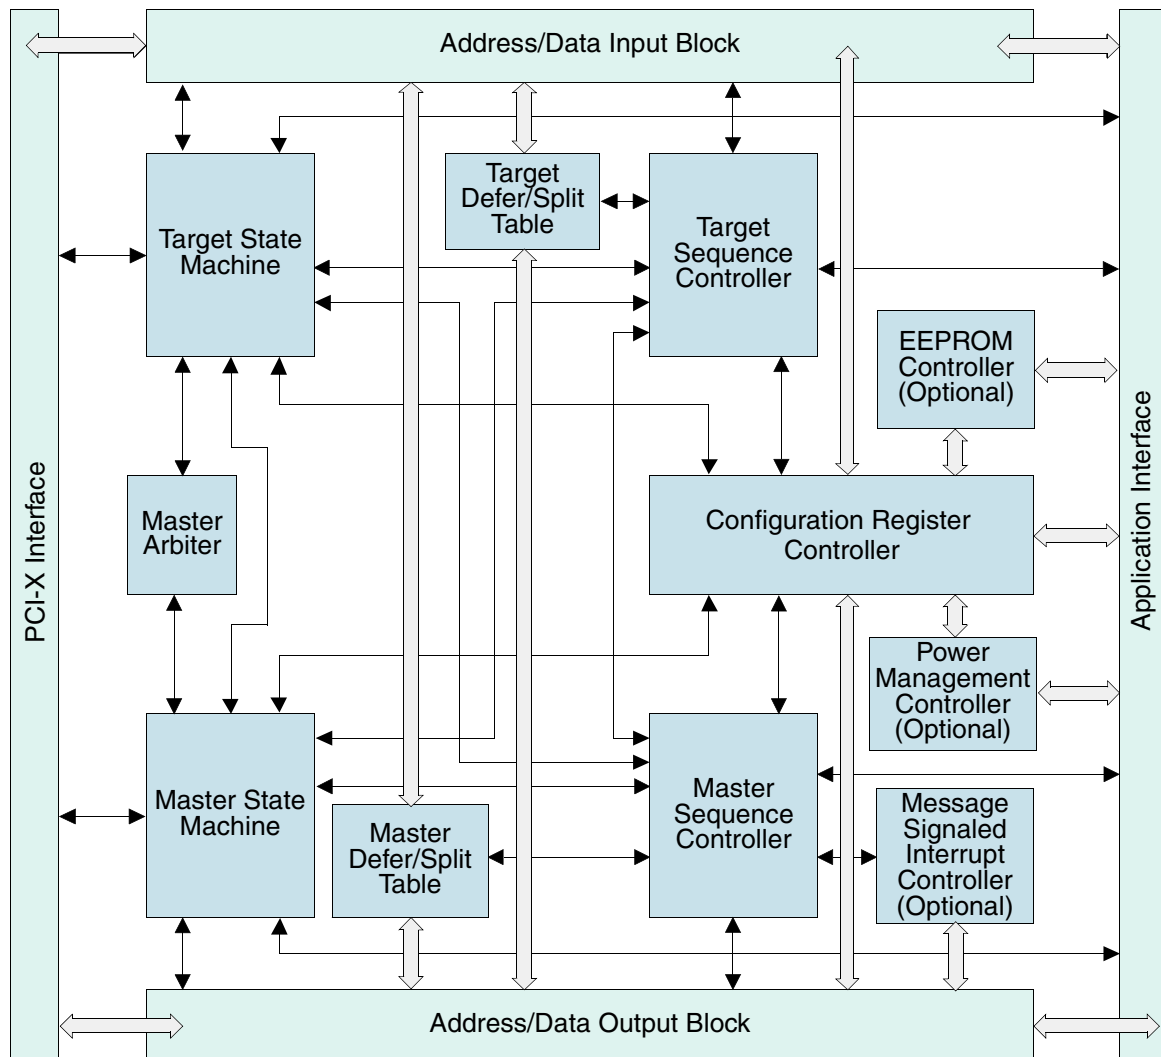 Address/Data Input Block
Target State
Machine
Target
Defer/Split
Table
Target
Sequence
Controller
EEPROM
Controller
(Optional)
PCI-X Interface
Application Interface
Master
Arbiter
Configuration Register
Controller
Power
Management
Controller
(Optional)
Master State
Machine
Master
Defer/Split
Table
Master
Sequence
Controller
Message
Signaled
Interrupt
Controller
(Optional)
Address/Data Output Block